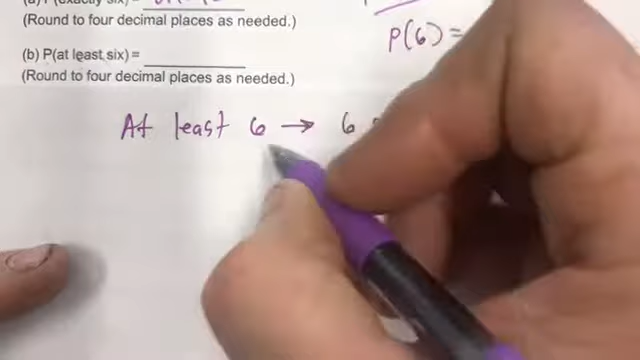 (Round to four decimal places as needed.)
P(6) =
(b) P(at least six) =
(Round to four decimal places as needed.)
At least 6 → 6